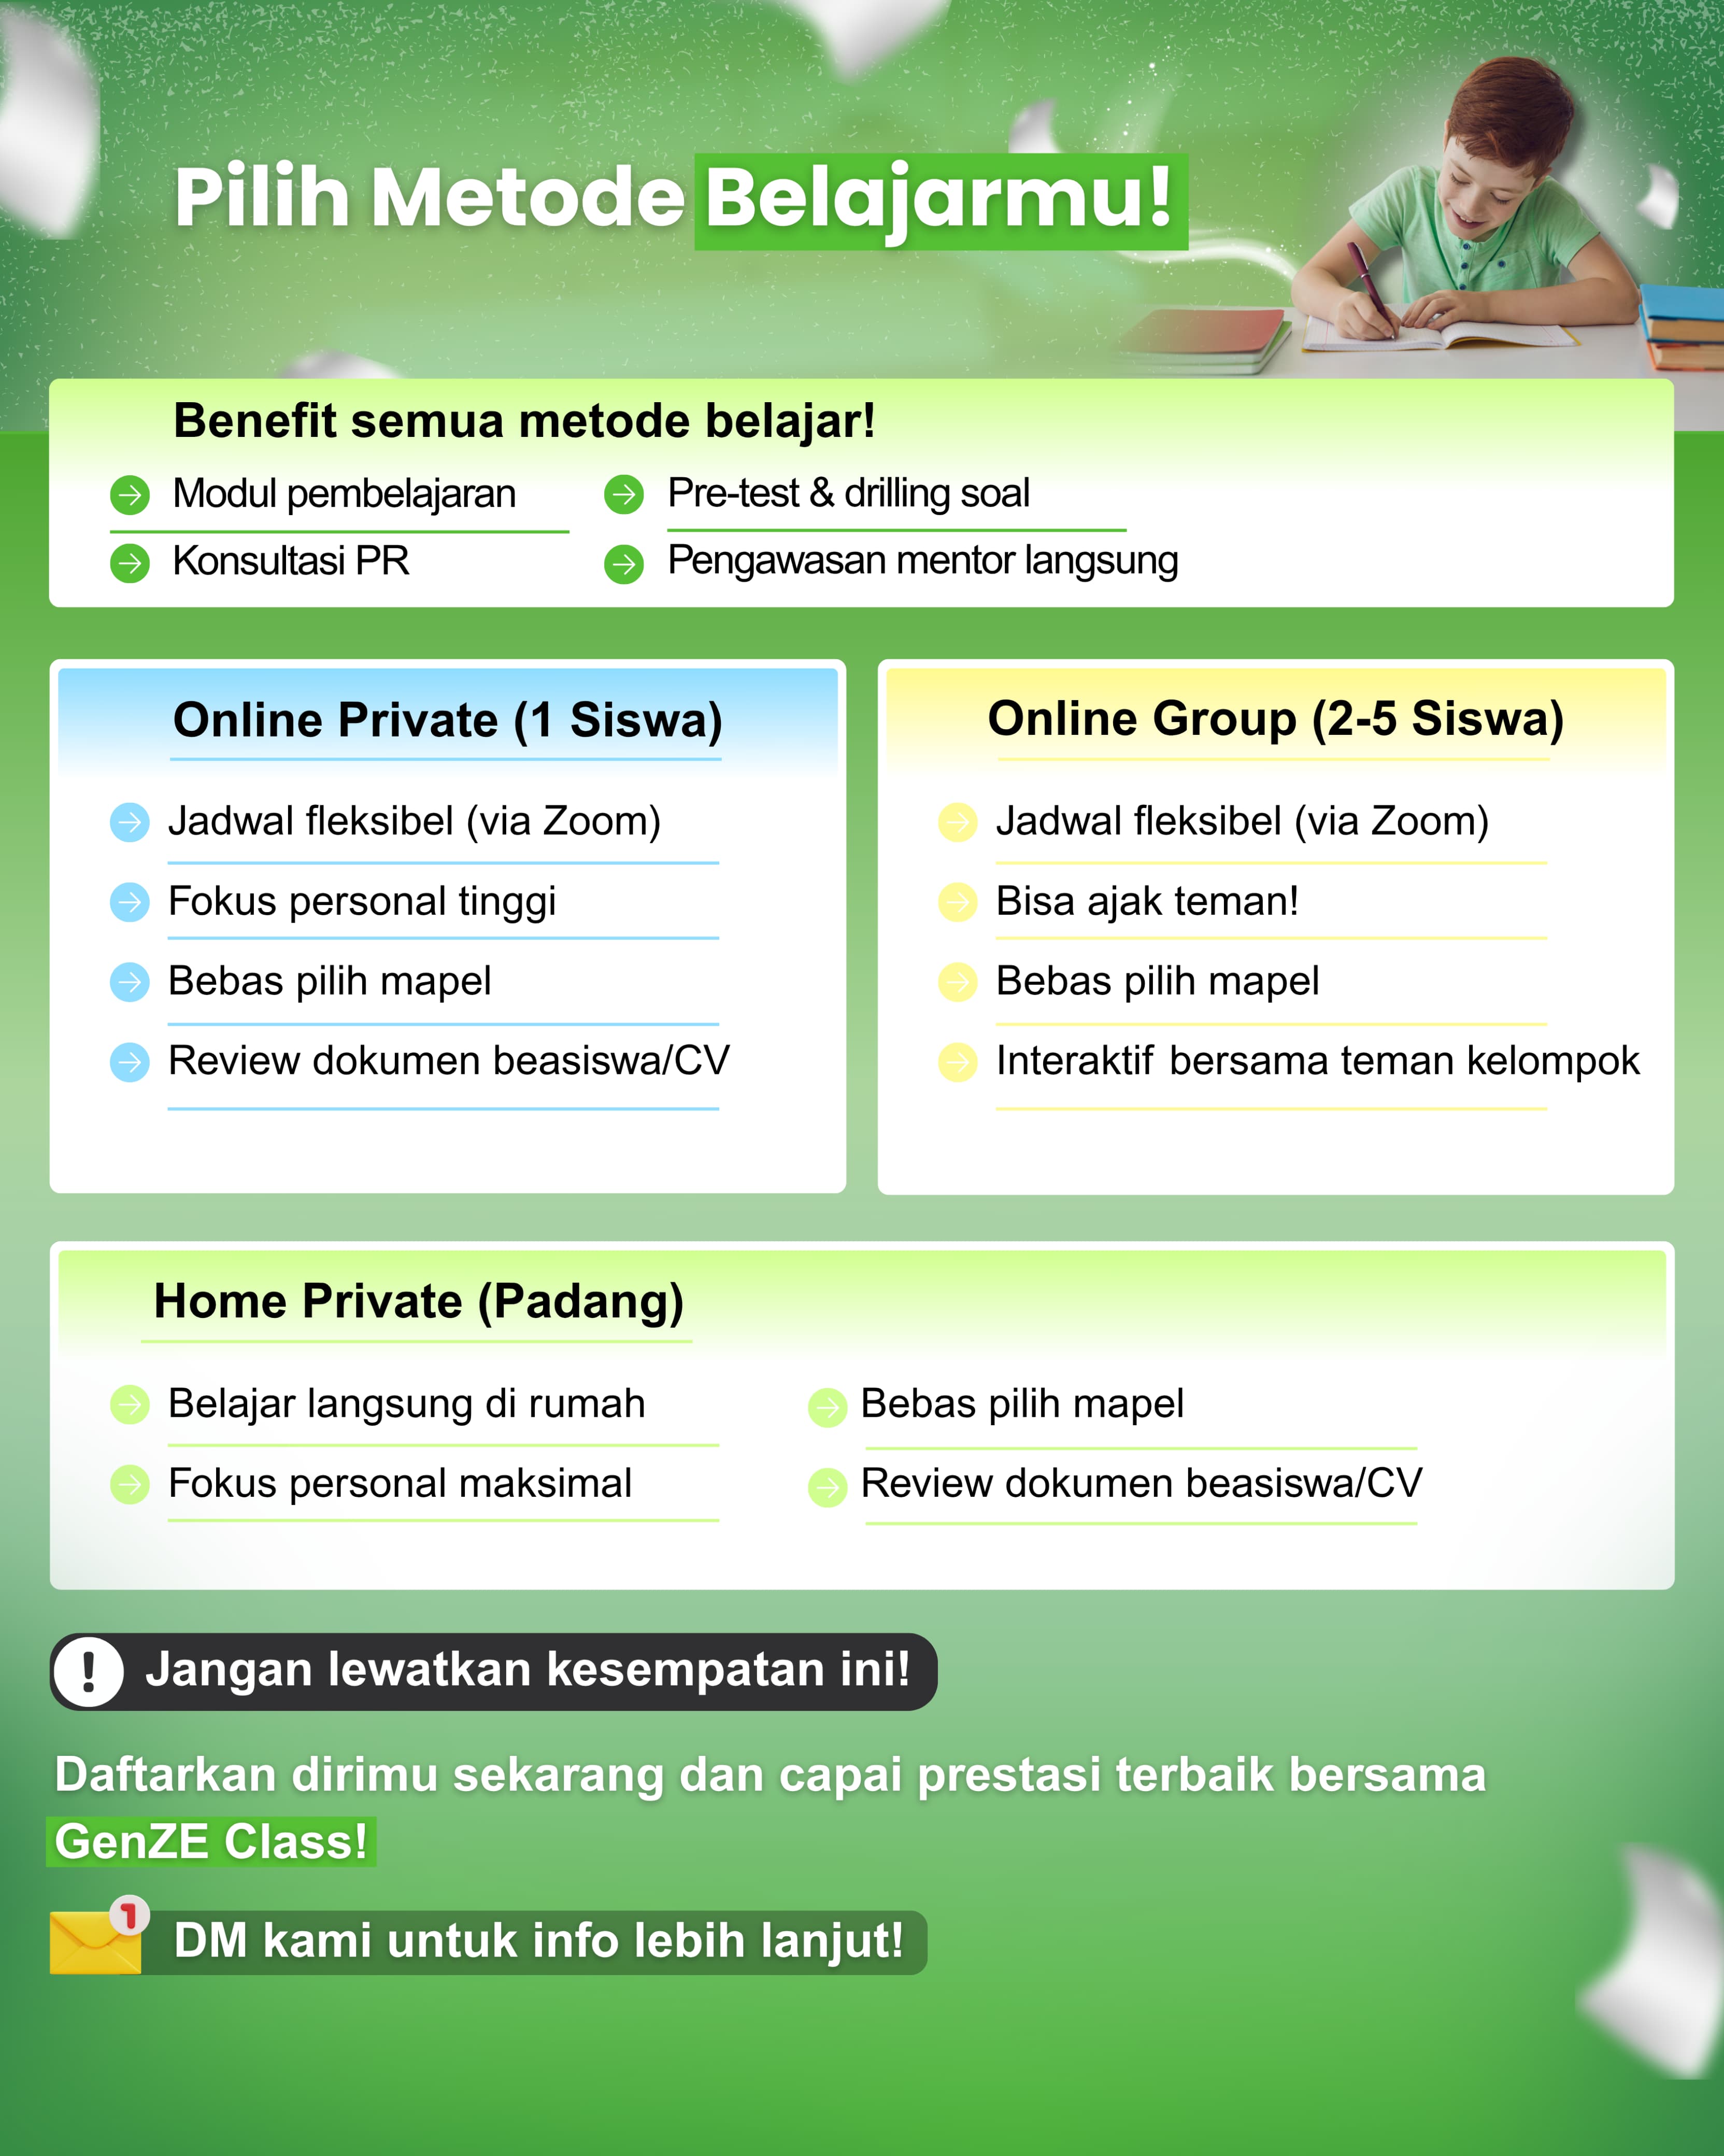 Pilih Metode Belajarmu!
Benefit semua metode belajar!
Modul pembelajaran
Pre-test & drilling soal
Konsultasi PR
Pengawasan mentor langsung
Online Private (1 Siswa)
Jadwal fleksibel (via Zoom)
Fokus personal tinggi
Bebas pilih mapel
Review dokumen beasiswa/CV
Online Group (2-5 Siswa)
Jadwal fleksibel (via Zoom)
Bisa ajak teman!
Bebas pilih mapel
Interaktif bersama teman kelompok
Home Private (Padang)
Belajar langsung di rumah
Fokus personal maksimal
Bebas pilih mapel
Review dokumen beasiswa/CV
! Jangan lewatkan kesempatan ini!
Daftarkan dirimu sekarang dan capai prestasi terbaik bersama
GenZE Class!
1
DM kami untuk info lebih lanjut!